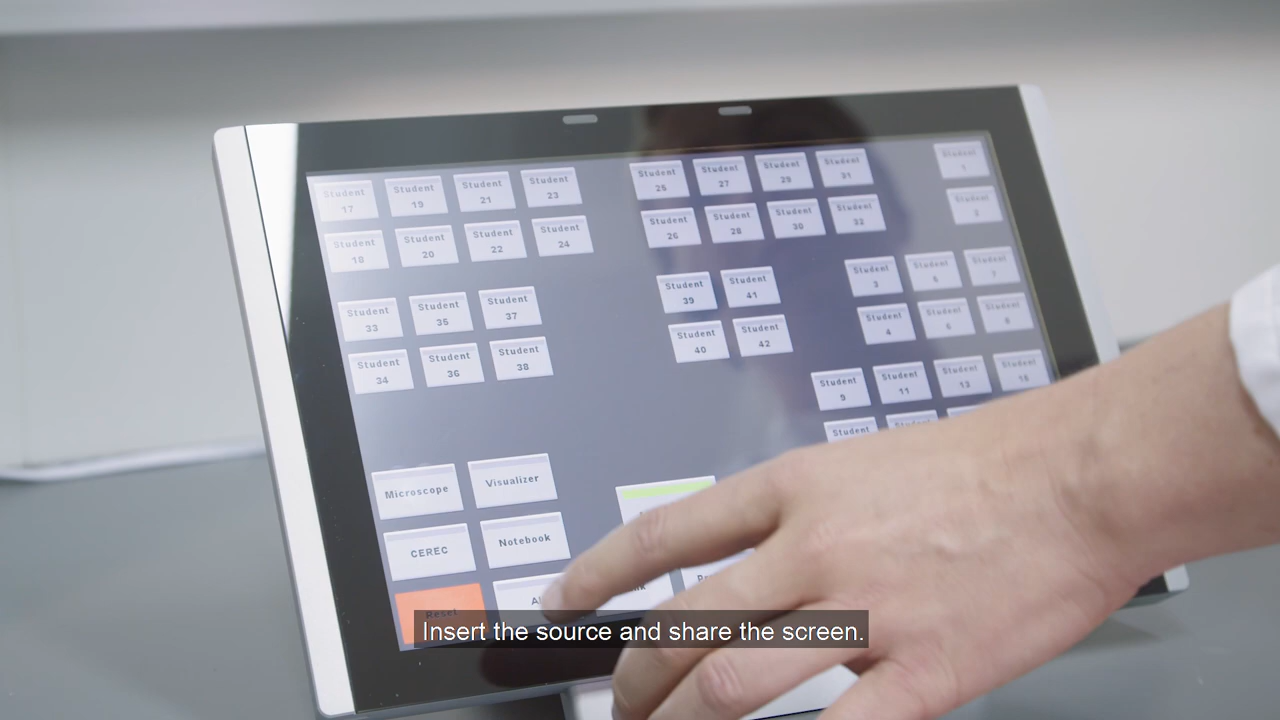 Student 17
Student 19
Student 21
Student 23
Student 25
Student 27
Student 29
Student 31
Student 1
Student 18
Student 20
Student 22
Student 24
Student 26
Student 28
Student 30
Student 32
Student 2
Student 33
Student 35
Student 37
Student 39
Student 41
Student 3
Student
Student 7
Student 34
Student 36
Student 38
Student 40
Student 42
Student 4
Student 6
Student 8
Student 9
Student 11
Student 13
Student 15
Student
Student
Microscope
Visualizer
CEREC
Notebook
Reset
Insert the source and share the screen.